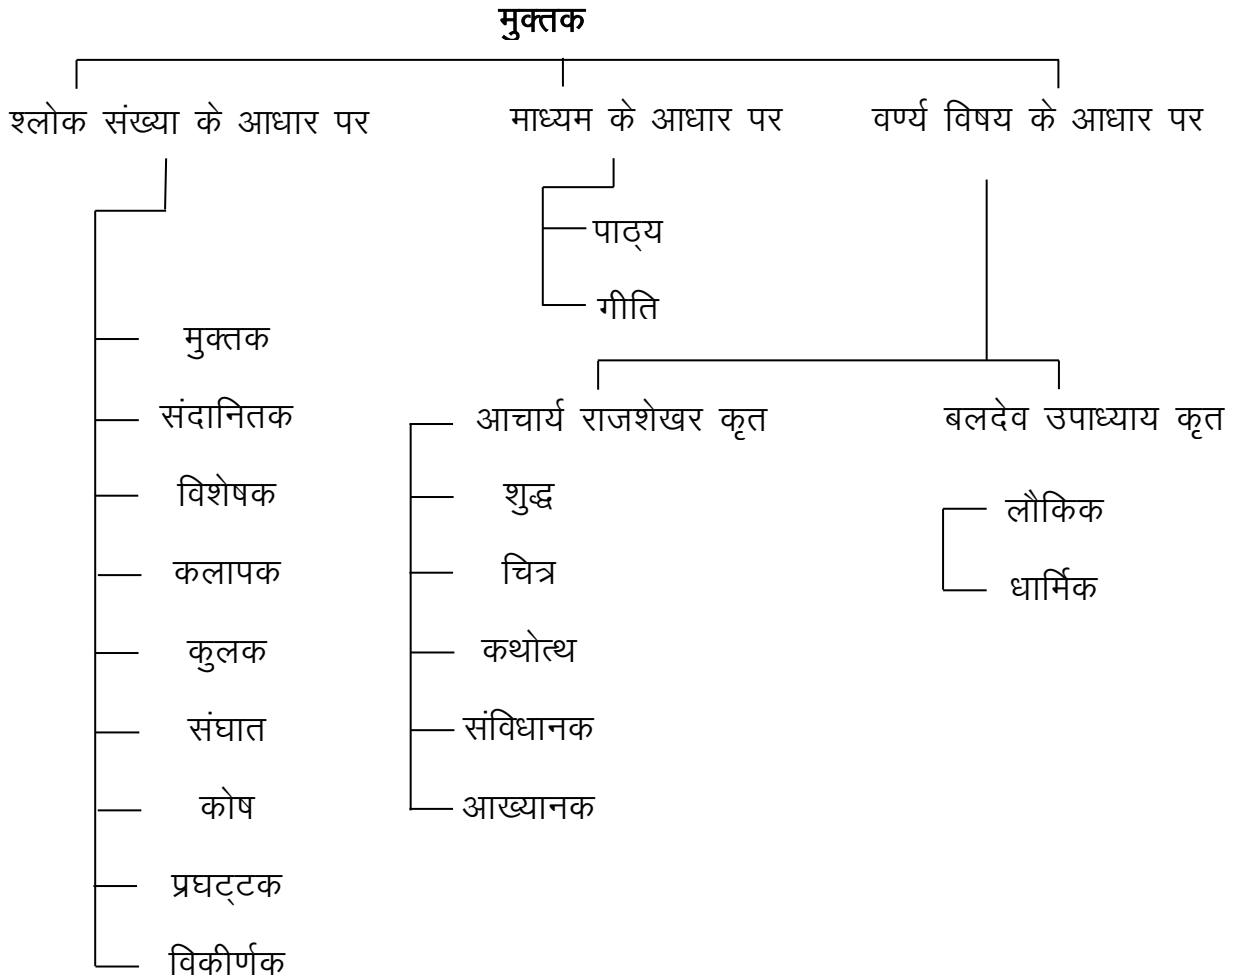 मुक्तक
श्लोक संख्या के आधार पर
माध्यम के आधार पर
वर्ण्य विषय के आधार पर
पाठ्य
गीति
मुक्तक
संदानितक
विशेषक
कलापक
कुलक
संघात
कोष
प्रघट्टक
विकीर्णक
आचार्य राजशेखर कृत
शुद्ध
चित्र
कथोत्थ
संविधानक
आख्यानक
बलदेव उपाध्याय कृत
लौकिक
धार्मिक